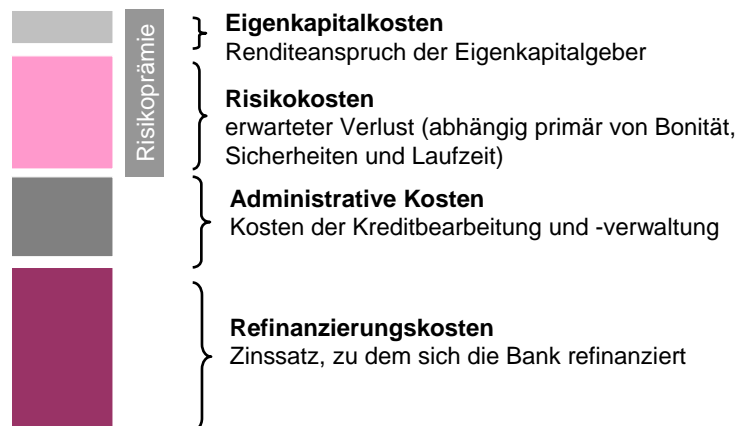 Risikoprämie
Eigenkapitalkosten
Renditeanspruch der Eigenkapitalgeber
Risikokosten
erwarteter Verlust (abhängig primär von Bonität,
Sicherheiten und Laufzeit)
Administrative Kosten
Kosten der Kreditbearbeitung und -verwaltung
Refinanzierungskosten
Zinssatz, zu dem sich die Bank refinanziert